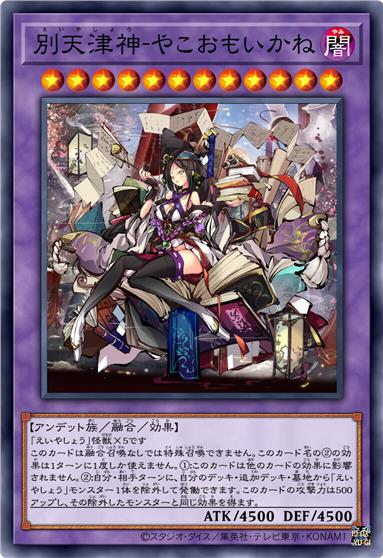 えいやしょう
別天津神-やこおもいかね
やみ
闇
【アンデット族／融合／効果】
「えいやしょう」怪獣×5です
このカードは融合召喚なしでは特殊召喚できません。このカード名の②の効
果は1ターンに1度しか使えません。①:このカードは他のカードの効果に影響
されません。②:自分・相手ターンに、自分のデッキ・追加デッキ・墓地から「えい
やしょう」モンスター1体を除外して発動できます。このカードの攻撃力は500
アップし、その除外したモンスターと同じ効果を得ます。
ATK/4500 DEF/4500
©スタジオ・ダイス／集英社・テレビ東京・KONAMI